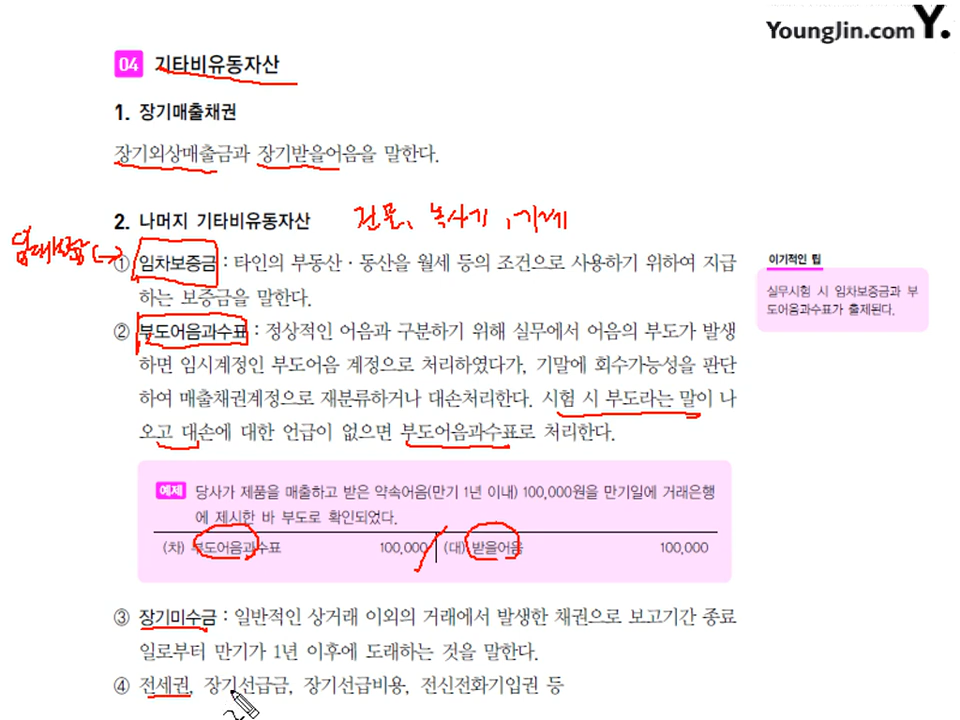 YoungJin.com Y.
04 기타비유동자산
1. 장기매출채권
장기외상매출금과 장기받을어음을 말한다.
2. 나머지 기타비유동자산 건물, 녹사기, 기계
① 임차보증금 : 타인의 부동산·동산을 월세 등의 조건으로 사용하기 위하여 지급
하는 보증금을 말한다.
② 부도어음과수표 : 정상적인 어음과 구분하기 위해 실무에서 어음의 부도가 발생
하면 임시계정인 부도어음 계정으로 처리하였다가, 기말에 회수가능성을 판단
하여 매출채권계정으로 재분류하거나 대손처리한다. 시험 시 부도라는 말이 나
오고 대손에 대한 언급이 없으면 부도어음과수표로 처리한다.
이기적인 팁
실무시험 시 임차보증금과 부
도어음과수표가 출제된다.
예제 당사가 제품을 매출하고 받은 약속어음(만기 1년 이내) 100,000원을 만기일에 거래은행
에 제시한 바 부도로 확인되었다.
(차) 부도어음과수표 100,000 (대) 받을어음 100,000
③ 장기미수금 : 일반적인 상거래 이외의 거래에서 발생한 채권으로 보고기간 종료
일로부터 만기가 1년 이후에 도래하는 것을 말한다.
④ 전세권, 장기선급금, 장기선급비용, 전신전화기입권 등